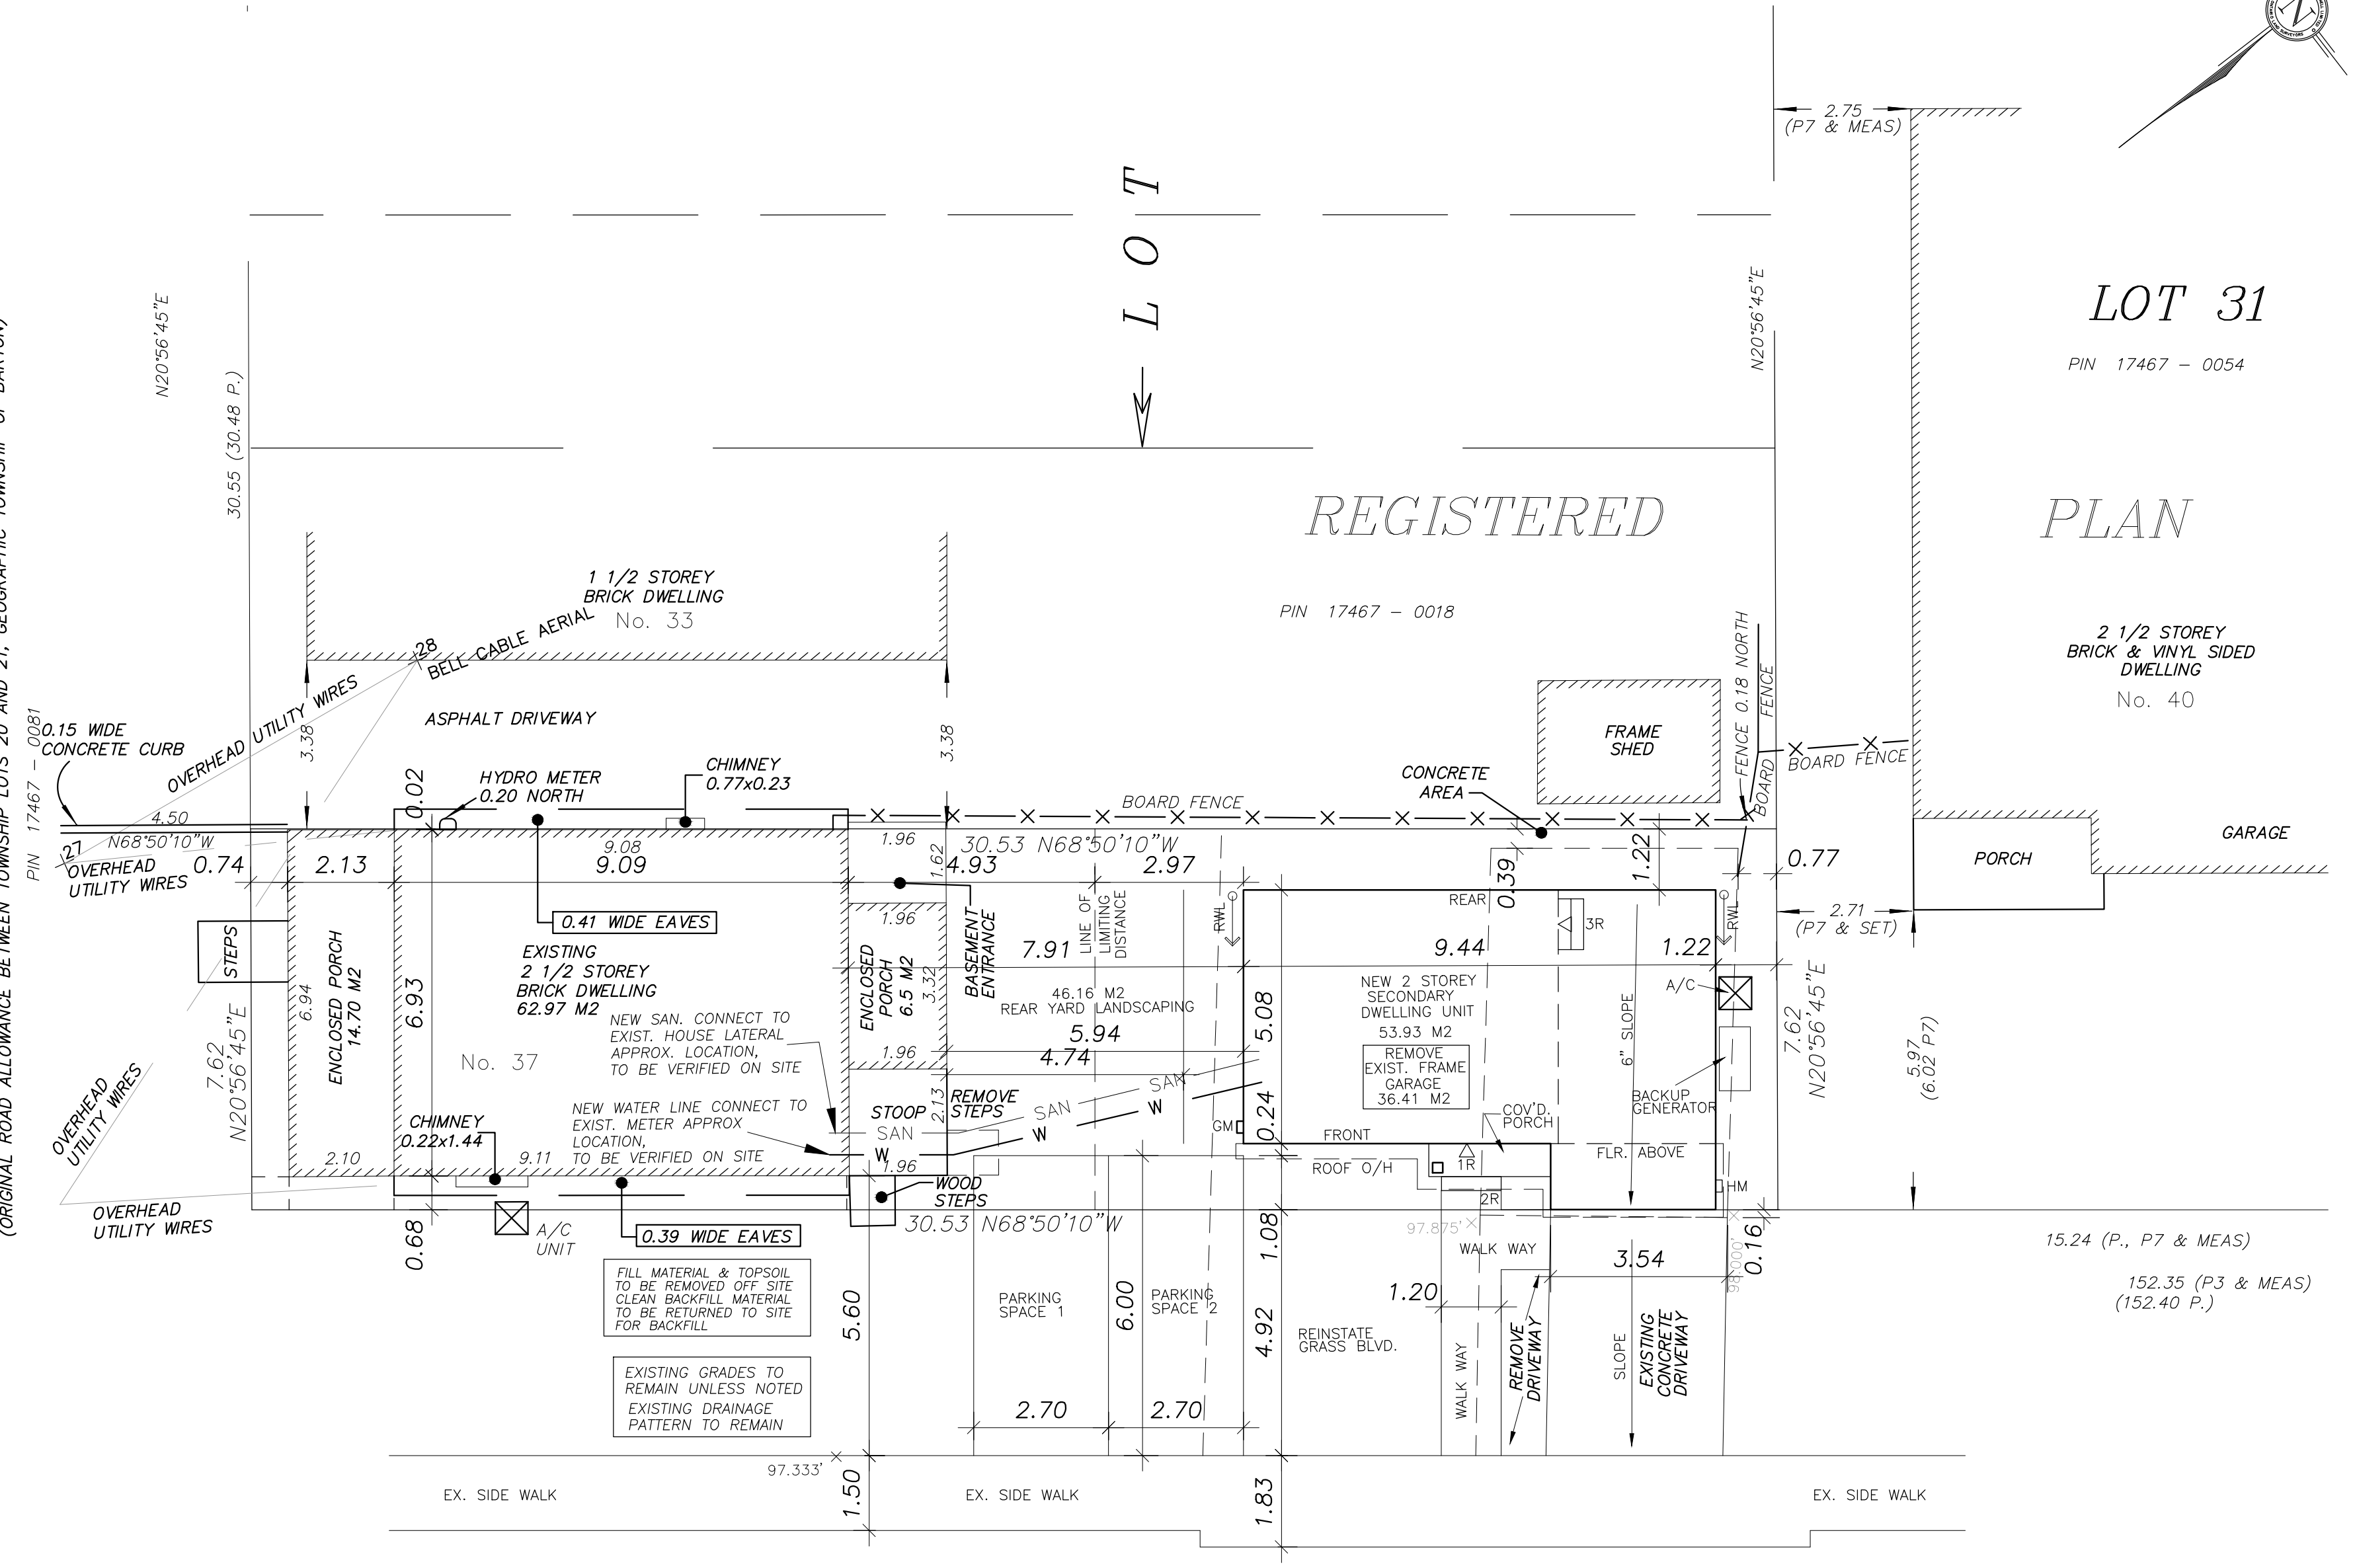 2.75
(P7 & MEAS)
LOT
LOT 31
PIN 17467 - 0054
N20°56'45"E
N20°56'45"E
30.55 (30.48 P.)
REGISTERED
PLAN
1 1/2 STOREY
BRICK DWELLING
No. 33
PIN 17467 - 0018
2 1/2 STOREY
BRICK & VINYL SIDED
DWELLING
No. 40
28
BELL CABLE AERIAL
OVERHEAD UTILITY WIRES
ASPHALT DRIVEWAY
3.38
3.38
(ORIGINAL ROAD ALLOWANCE BETWEEN TOWNSHIP LOTS 20 AND 21, GEOGRAPHIC TOWNSHIP OF BARTON)
PIN 17467 - 0081
0.15 WIDE
CONCRETE CURB
4.50
N68°50'10"W
27
OVERHEAD
UTILITY WIRES
0.02
HYDRO METER
0.20 NORTH
CHIMNEY
0.77x0.23
BOARD FENCE
CONCRETE
AREA
FRAME
SHED
FENCE 0.18 NORTH
BOARD FENCE
BOARD FENCE
GARAGE
PORCH
0.74
2.13
9.08
9.09
1.96
1.62
30.53 N68°50'10"W
4.93
2.97
0.39
1.22
0.77
2.71
(P7 & SET)
0.41 WIDE EAVES
1.96
BASEMENT
ENTRANCE
LINE OF
LIMITING
DISTANCE
RWL
REAR
3R
RWL
STEPS
ENCLOSED PORCH
14.70 M2
6.94
6.93
EXISTING
2 1/2 STOREY
BRICK DWELLING
62.97 M2
No. 37
ENCLOSED
PORCH
6.5 M2
3.32
7.91
9.44
1.22
46.16 M2
REAR YARD LANDSCAPING
5.94
4.74
5.08
NEW 2 STOREY
SECONDARY
DWELLING UNIT
53.93 M2
REMOVE
EXIST. FRAME
GARAGE
36.41 M2
6" SLOPE
A/C
BACKUP
GENERATOR
7.62
N20°56'45"E
7.62
N20°56'45"E
5.97
(6.02 P7)
NEW SAN. CONNECT TO
EXIST. HOUSE LATERAL
APPROX. LOCATION,
TO BE VERIFIED ON SITE
1.96
2.13
REMOVE
STEPS
SAN
SAN
SAN
W
W
W
NEW WATER LINE CONNECT TO
EXIST. METER APPROX
LOCATION,
TO BE VERIFIED ON SITE
STOOP
1.96
CHIMNEY
0.22x1.44
2.10
9.11
GM
0.24
FRONT
COV'D.
PORCH
1R
2R
ROOF O/H
FLR. ABOVE
HM
OVERHEAD
UTILITY WIRES
OVERHEAD
UTILITY WIRES
WOOD
STEPS
30.53 N68°50'10"W
0.68
A/C
UNIT
0.39 WIDE EAVES
1.08
97.875'
WALK WAY
3.54
98.000'
0.16
15.24 (P., P7 & MEAS)
152.35 (P3 & MEAS)
(152.40 P.)
FILL MATERIAL & TOPSOIL
TO BE REMOVED OFF SITE
CLEAN BACKFILL MATERIAL
TO BE RETURNED TO SITE
FOR BACKFILL
5.60
PARKING
SPACE 1
6.00
PARKING
SPACE 2
4.92
1.20
REINSTATE
GRASS BLVD.
WALK WAY
REMOVE
DRIVEWAY
SLOPE
EXISTING
CONCRETE
DRIVEWAY
EXISTING GRADES TO
REMAIN UNLESS NOTED
EXISTING DRAINAGE
PATTERN TO REMAIN
2.70
2.70
97.333'
1.50
1.83
EX. SIDE WALK
EX. SIDE WALK
EX. SIDE WALK